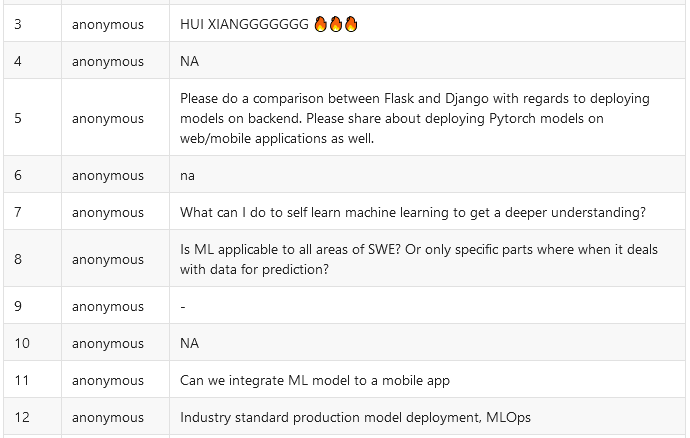 3 anonymous HUI XIANGGGGGGG 🔥🔥🔥
4 anonymous NA
5 anonymous Please do a comparison between Flask and Django with regards to deploying
models on backend. Please share about deploying Pytorch models on
web/mobile applications as well.
6 anonymous na
7 anonymous What can I do to self learn machine learning to get a deeper understanding?
8 anonymous Is ML applicable to all areas of SWE? Or only specific parts where when it deals
with data for prediction?
9 anonymous -
10 anonymous NA
11 anonymous Can we integrate ML model to a mobile app
12 anonymous Industry standard production model deployment, MLOps